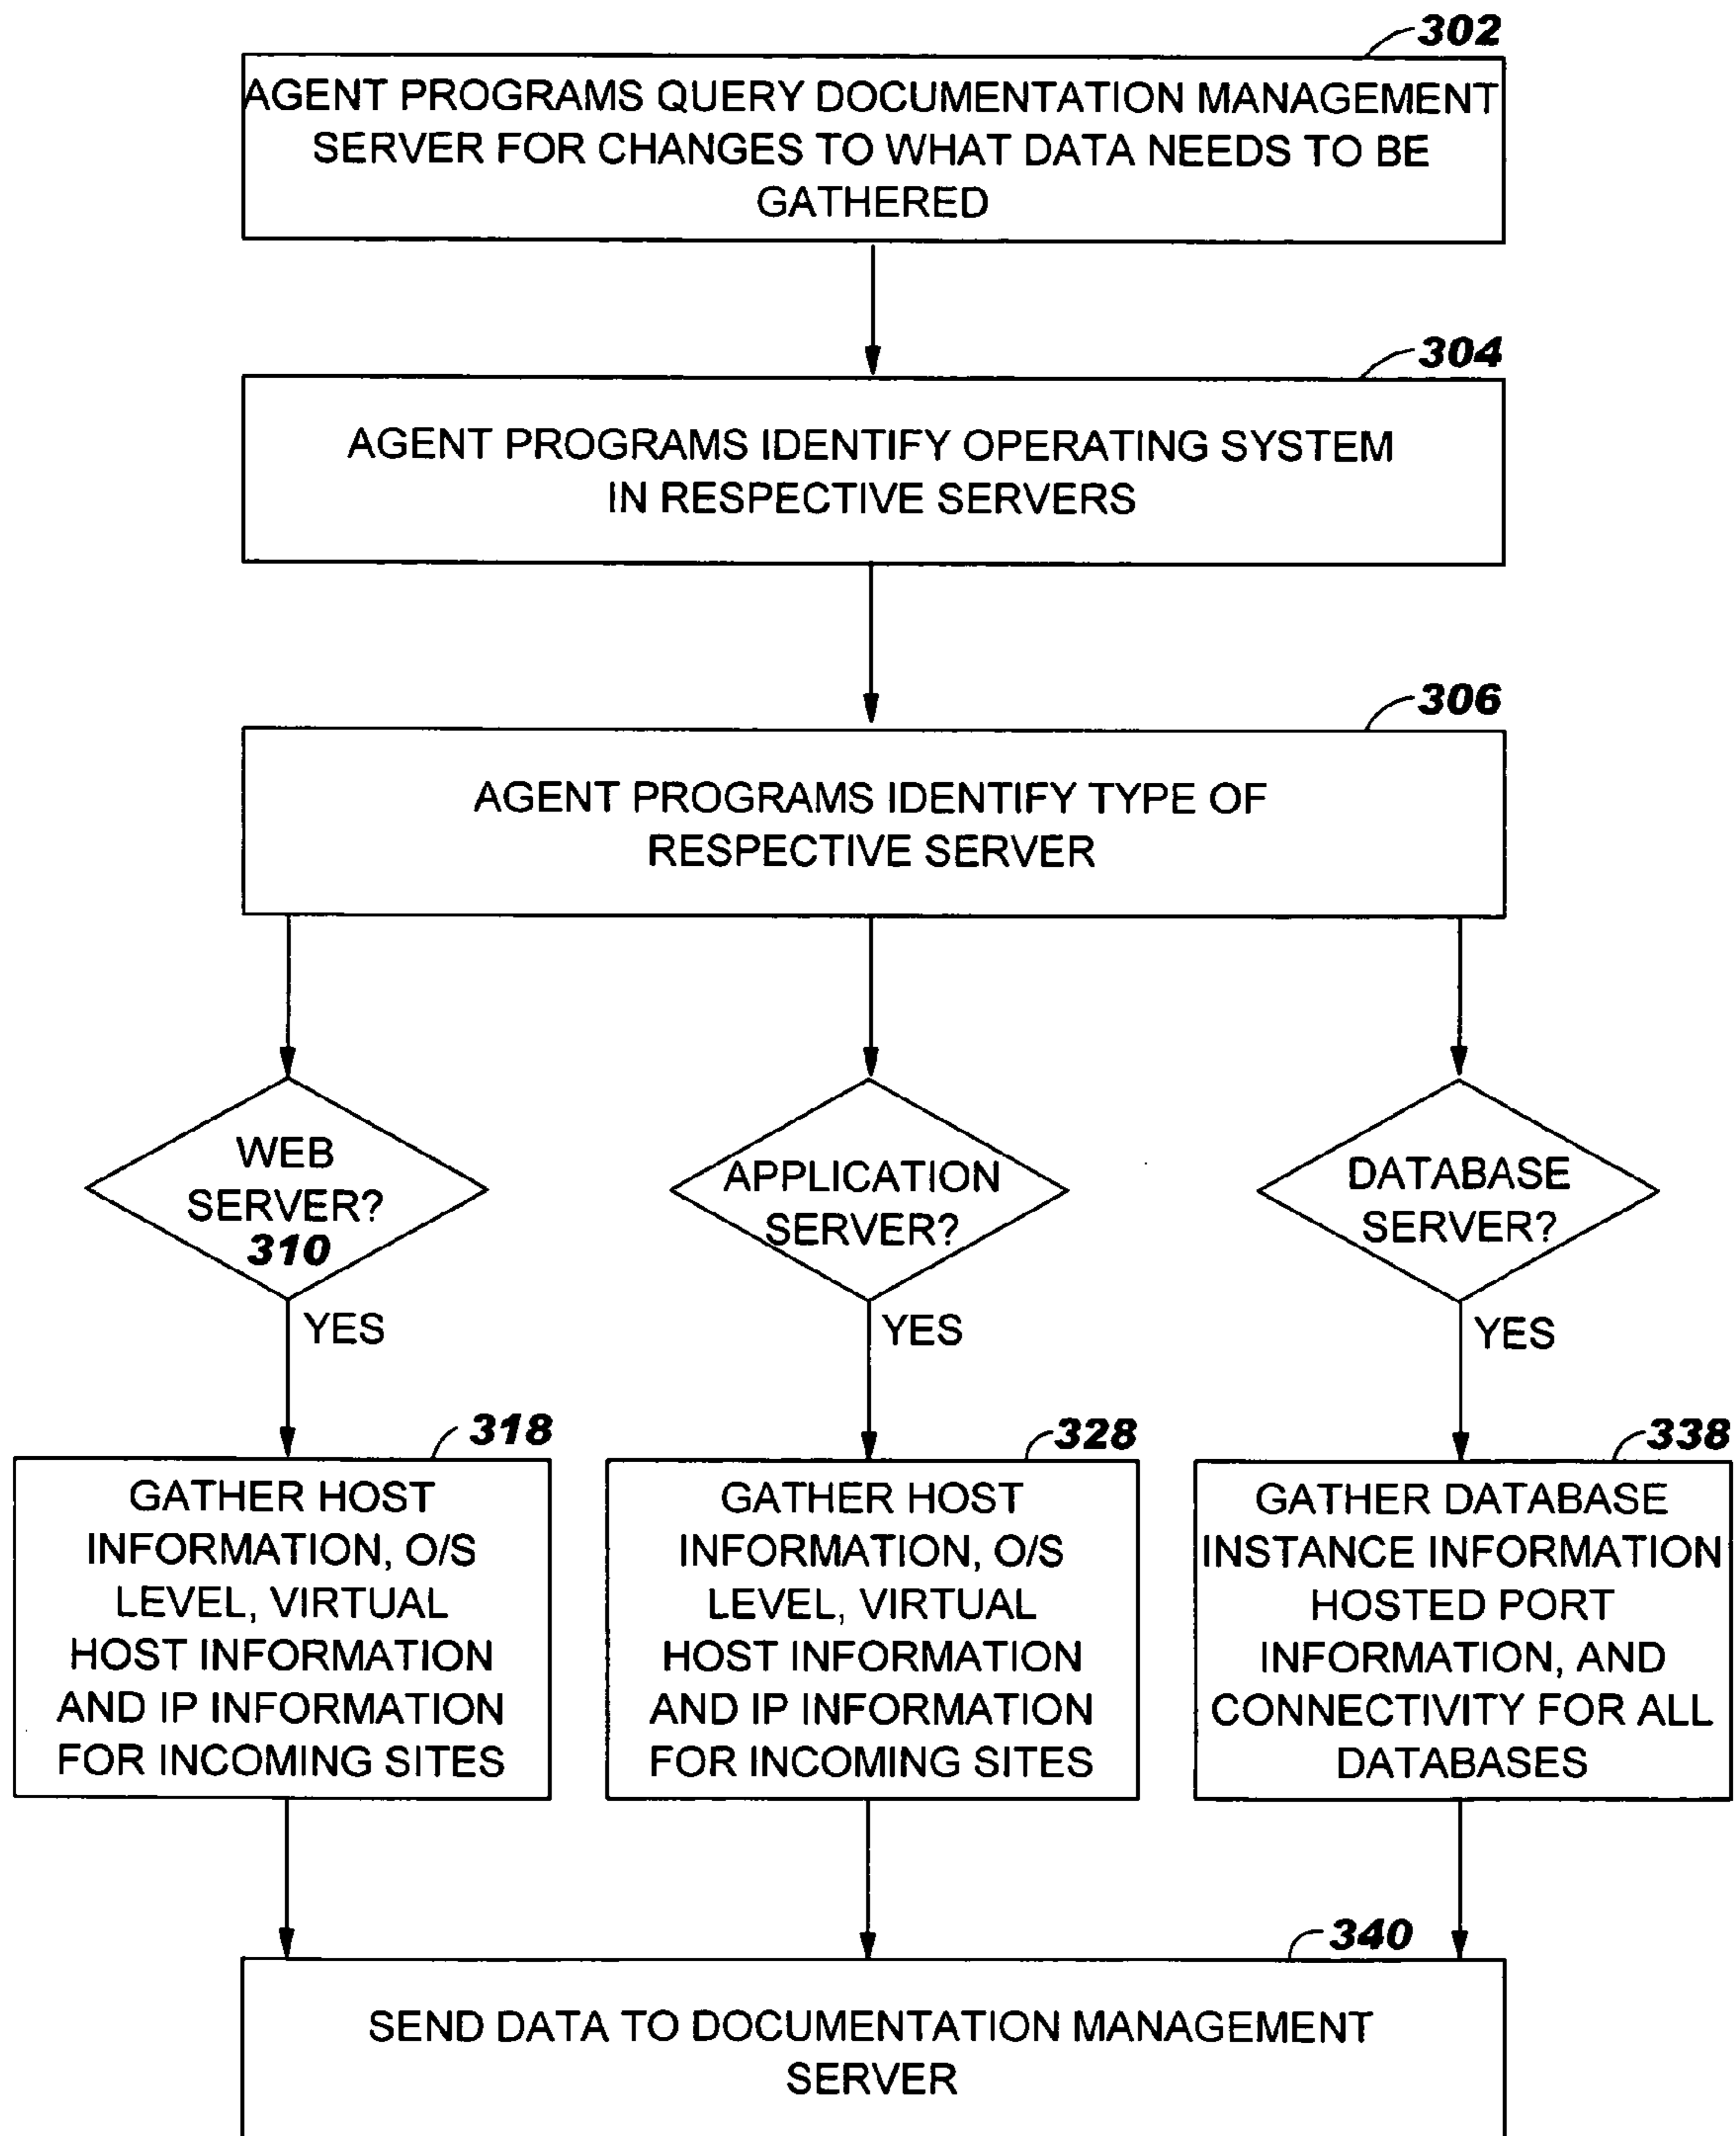 302
AGENT PROGRAMS QUERY DOCUMENTATION MANAGEMENT
SERVER FOR CHANGES TO WHAT DATA NEEDS TO BE
GATHERED
304
AGENT PROGRAMS IDENTIFY OPERATING SYSTEM
IN RESPECTIVE SERVERS
306
AGENT PROGRAMS IDENTIFY TYPE OF
RESPECTIVE SERVER
WEB
SERVER?
310
YES
APPLICATION
SERVER?
YES
DATABASE
SERVER?
YES
318
GATHER HOST
INFORMATION, O/S
LEVEL, VIRTUAL
HOST INFORMATION
AND IP INFORMATION
FOR INCOMING SITES
328
GATHER HOST
INFORMATION, O/S
LEVEL, VIRTUAL
HOST INFORMATION
AND IP INFORMATION
FOR INCOMING SITES
338
GATHER DATABASE
INSTANCE INFORMATION
HOSTED PORT
INFORMATION, AND
CONNECTIVITY FOR ALL
DATABASES
340
SEND DATA TO DOCUMENTATION MANAGEMENT
SERVER